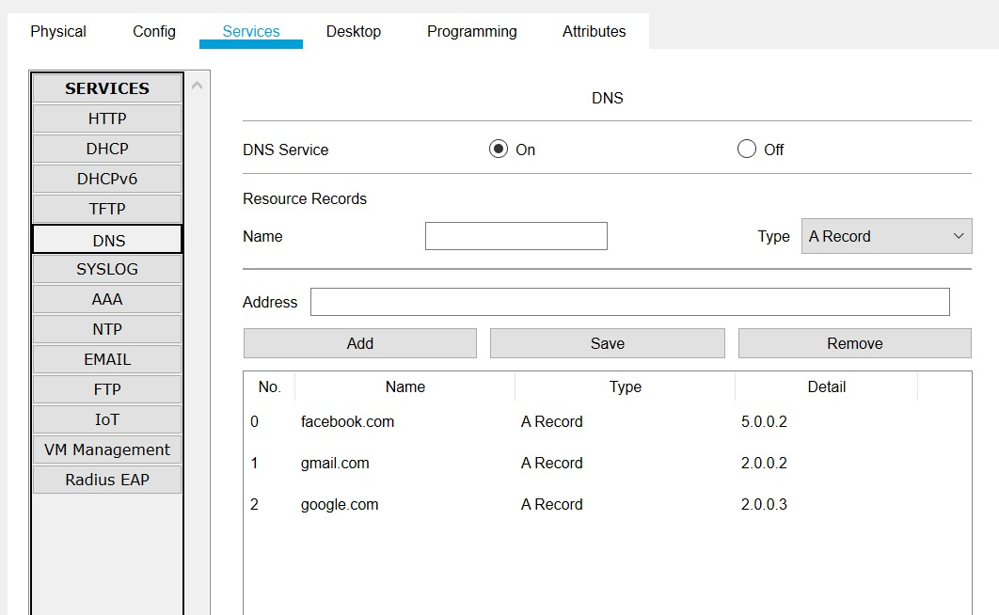 Physical Config Services Desktop Programming Attributes
SERVICES
HTTP
DHCP
DHCPv6
TFTP
DNS
SYSLOG
AAA
NTP
EMAIL
FTP
IoT
VM Management
Radius EAP
DNS
DNS Service On Off
Resource Records
Name Type A Record
Address
Add Save Remove
No. Name Type Detail
0 facebook.com A Record 5.0.0.2
1 gmail.com A Record 2.0.0.2
2 google.com A Record 2.0.0.3